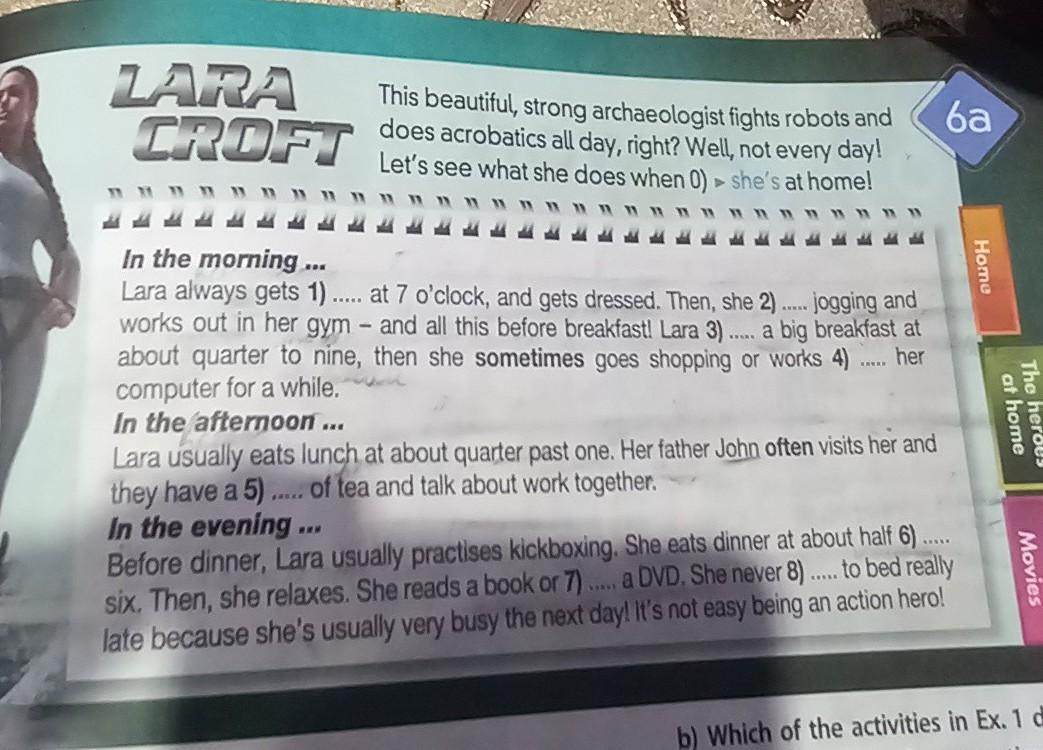 LARA
CROFT
This beautiful, strong archaeologist fights robots and
does acrobatics all day, right? Well, not every day!
Let's see what she does when 0) ➤ she's at home!
6a
In the morning ...
Lara always gets 1) ..... at 7 o'clock, and gets dressed. Then, she 2) ..... jogging and
works out in her gym – and all this before breakfast! Lara 3) ..... a big breakfast at
about quarter to nine, then she sometimes goes shopping or works 4) ..... her
computer for a while.
In the afternoon ...
Lara usually eats lunch at about quarter past one. Her father John often visits her and
they have a 5) ..... of tea and talk about work together.
In the evening ...
Before dinner, Lara usually practises kickboxing. She eats dinner at about half 6) .....
six. Then, she relaxes. She reads a book or 7) ..... a DVD. She never 8) ..... to bed really
late because she's usually very busy the next day! It's not easy being an action hero!
Home
The heroes
at home
Movies
b) Which of the activities in Ex. 1